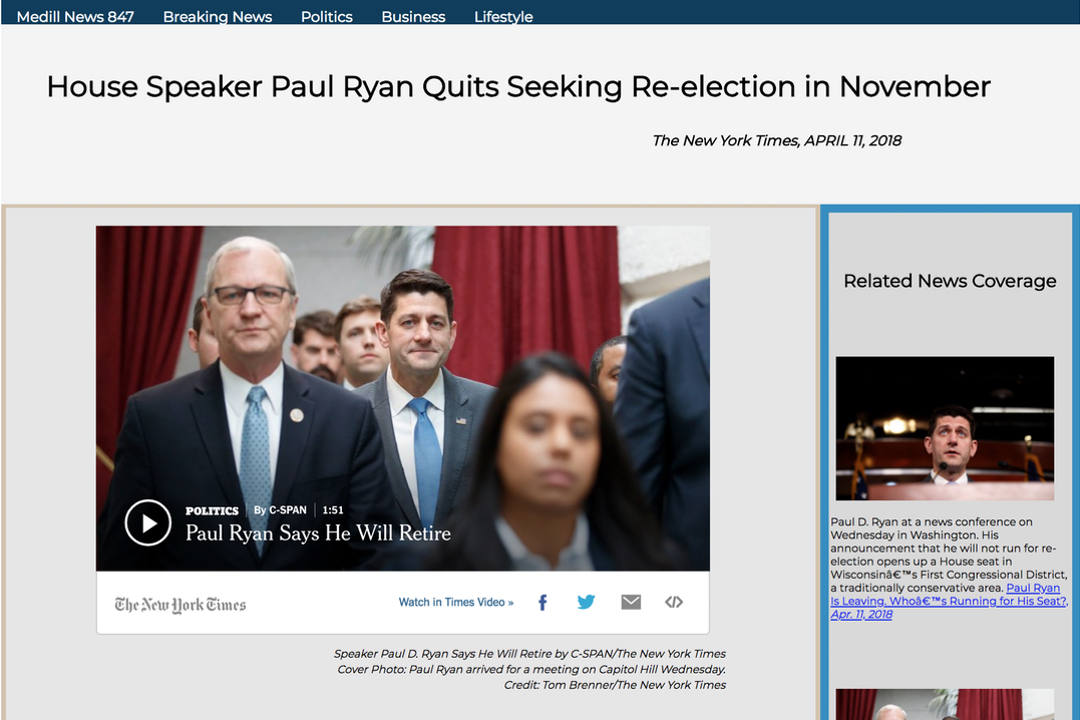 Medill News 847 Breaking News Politics Business Lifestyle
House Speaker Paul Ryan Quits Seeking Re-election in November
The New York Times, APRIL 11, 2018
POLITICS By C-SPAN 1:51
Paul Ryan Says He Will Retire
The New York Times
Watch in Times Video »
Speaker Paul D. Ryan Says He Will Retire by C-SPAN/The New York Times
Cover Photo: Paul Ryan arrived for a meeting on Capitol Hill Wednesday.
Credit: Tom Brenner/The New York Times
Related News Coverage
Paul D. Ryan at a news conference on
Wednesday in Washington. His
announcement that he will not run for re-
election opens up a House seat in
Wisconsinâ€™s First Congressional District,
a traditionally conservative area. Paul Ryan
Is Leaving. Whoâ€™s Running for His Seat?,
Apr. 11, 2018